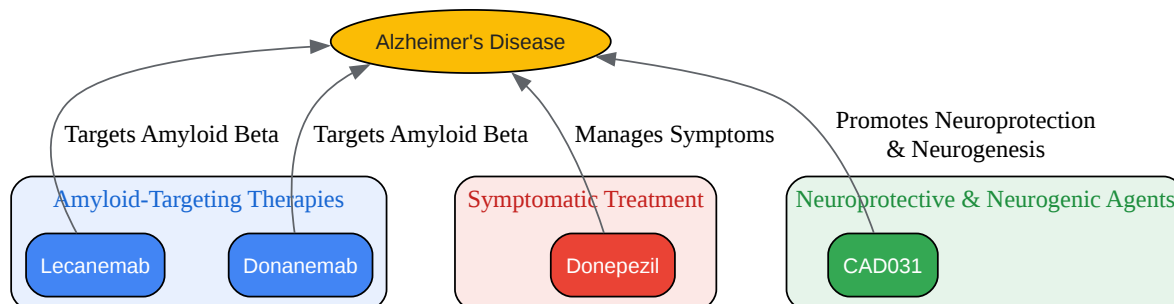 Alzheimer's Disease
Targets Amyloid Beta
Targets Amyloid Beta
Manages Symptoms
Promotes Neuroprotection
& Neurogenesis
Amyloid-Targeting Therapies
Symptomatic Treatment
Neuroprotective & Neurogenic Agents
Lecanemab
Donanemab
Donepezil
CAD031